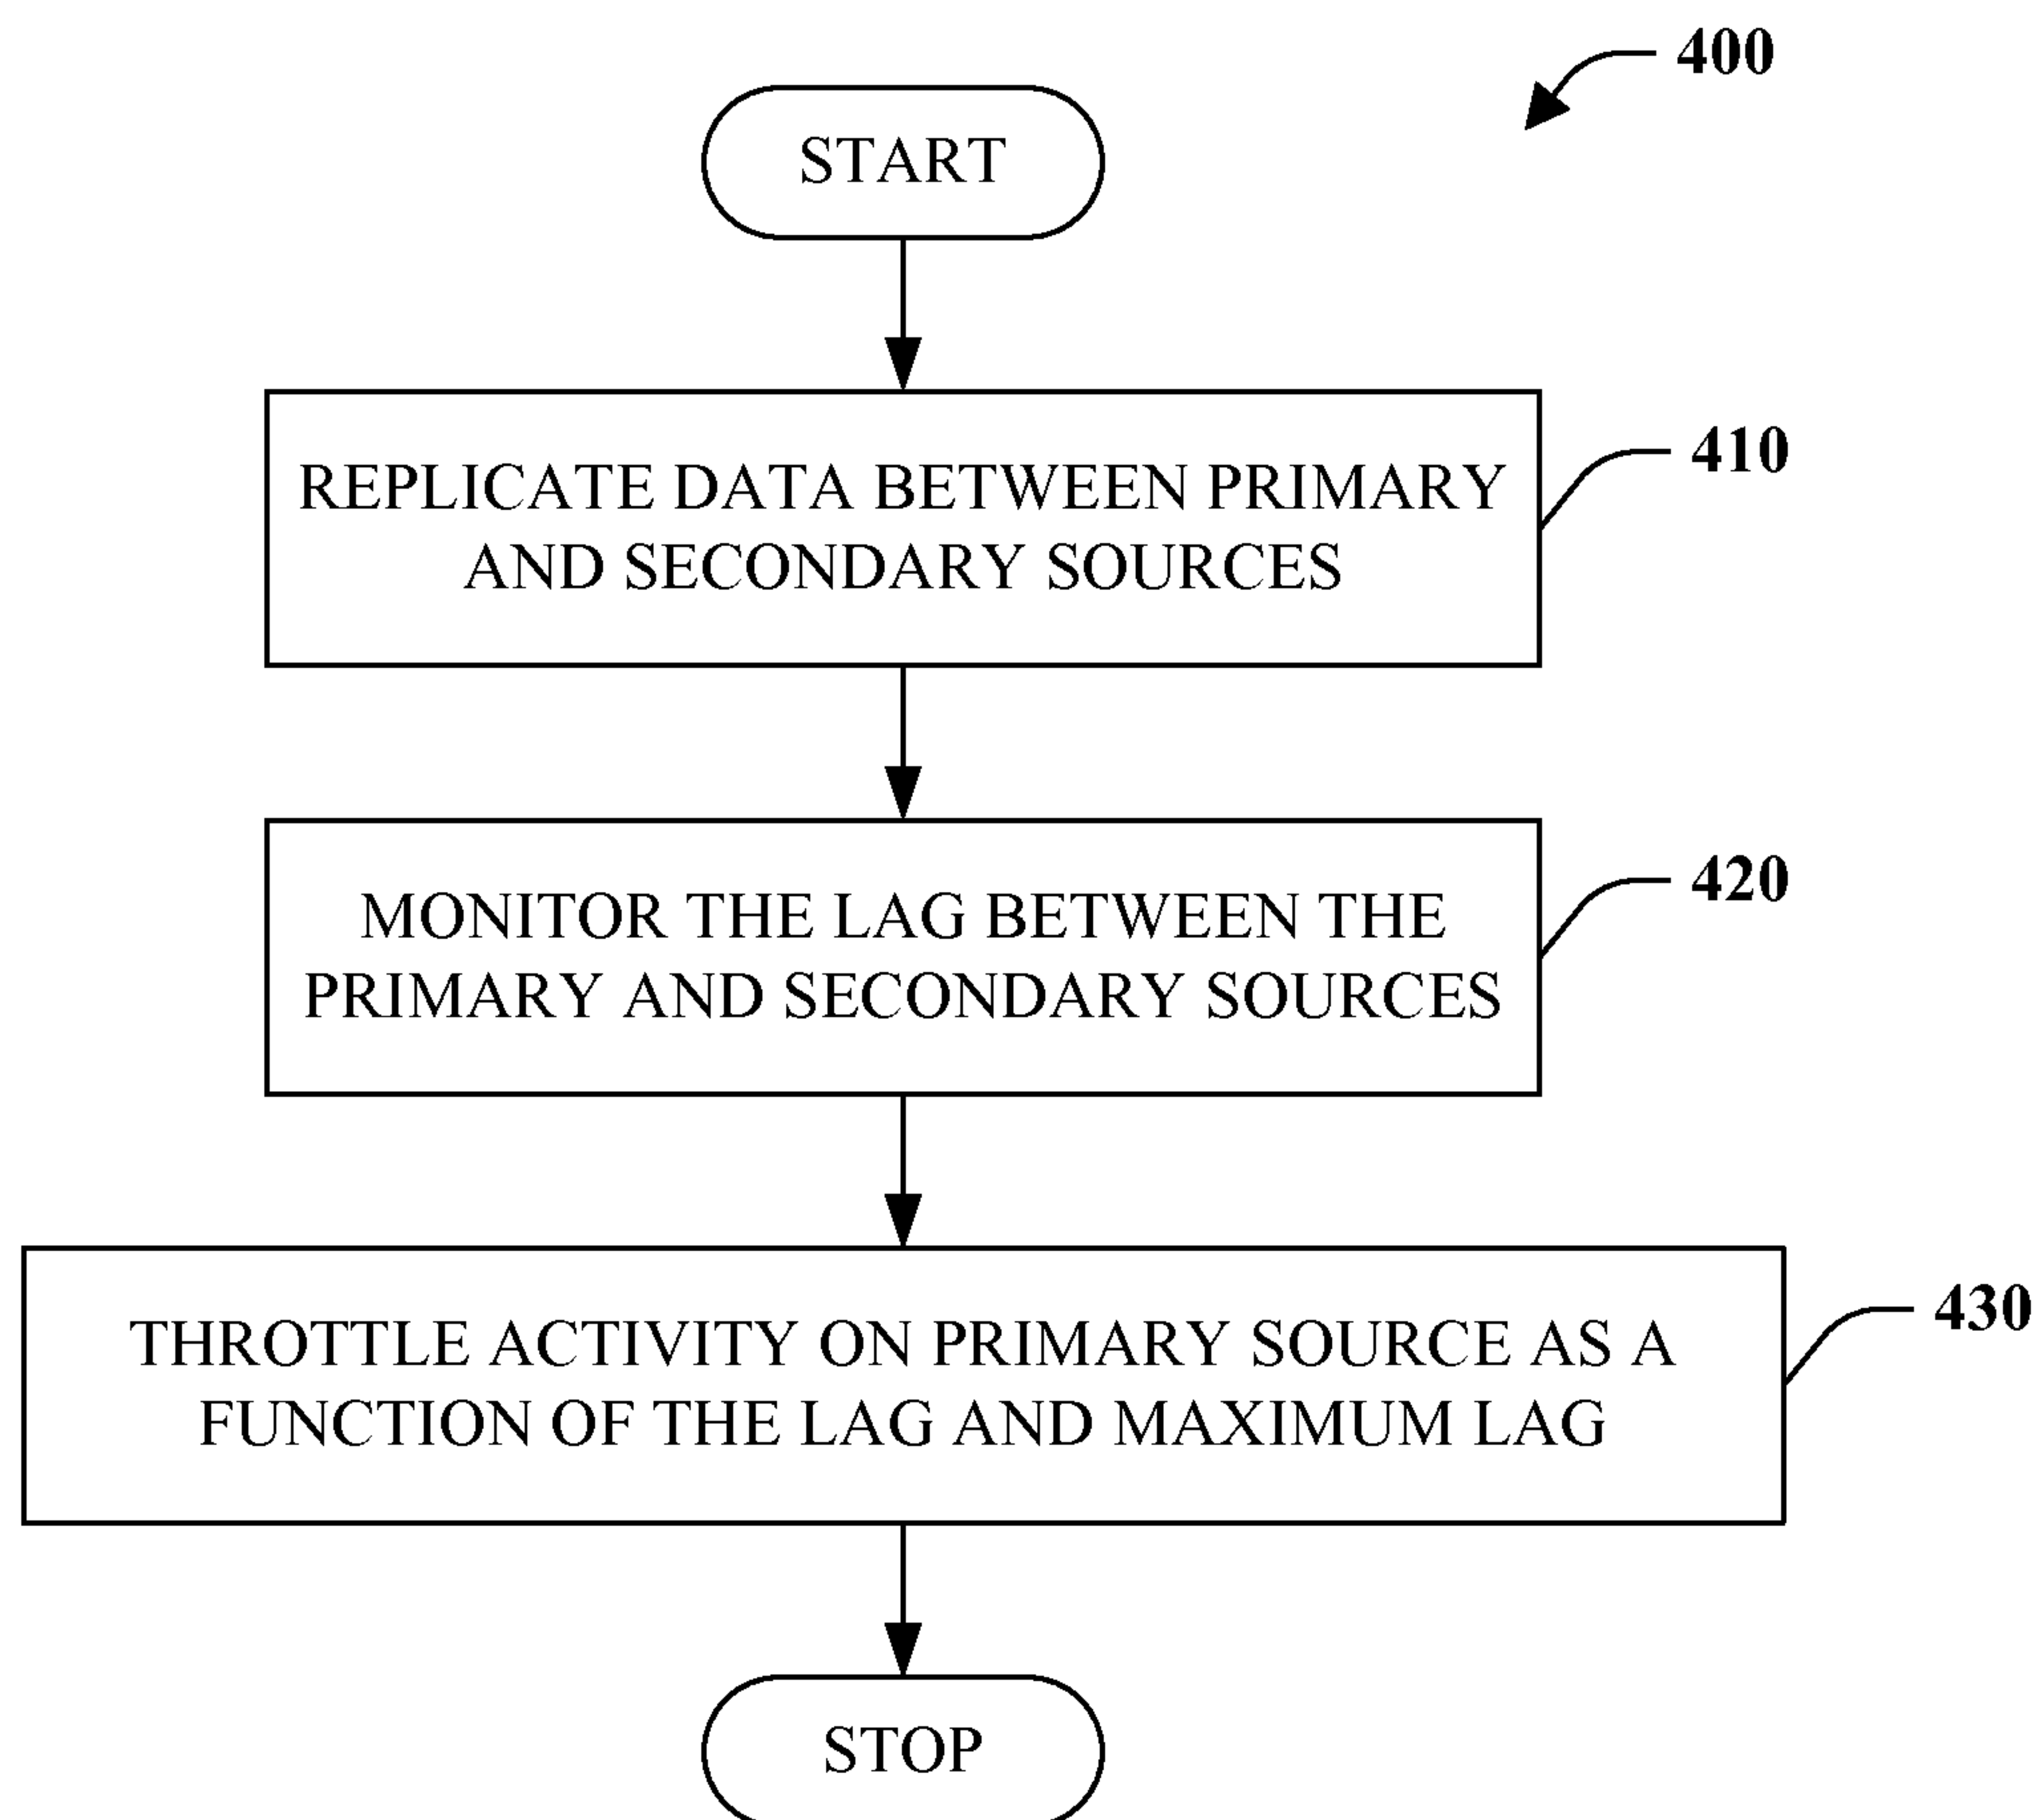 400
START
REPLICATE DATA BETWEEN PRIMARY
AND SECONDARY SOURCES
410
MONITOR THE LAG BETWEEN THE
PRIMARY AND SECONDARY SOURCES
420
THROTTLE ACTIVITY ON PRIMARY SOURCE AS A
FUNCTION OF THE LAG AND MAXIMUM LAG
430
STOP